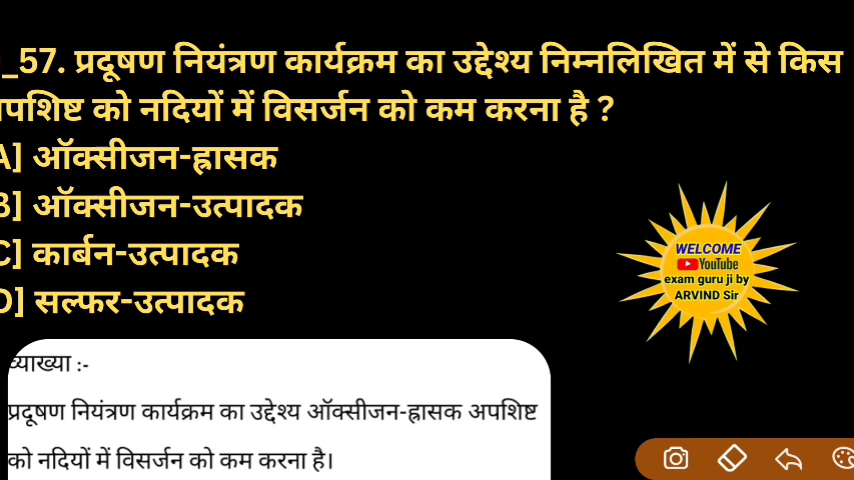 _57. प्रदूषण नियंत्रण कार्यक्रम का उद्देश्य निम्नलिखित में से किस
अपशिष्ट को नदियों में विसर्जन को कम करना है ?
A] ऑक्सीजन-ह्रासक
B] ऑक्सीजन-उत्पादक
C] कार्बन-उत्पादक
D] सल्फर-उत्पादक
WELCOME
YouTube
exam guru ji by
ARVIND Sir
व्याख्या :-
प्रदूषण नियंत्रण कार्यक्रम का उद्देश्य ऑक्सीजन-ह्रासक अपशिष्ट
को नदियों में विसर्जन को कम करना है।